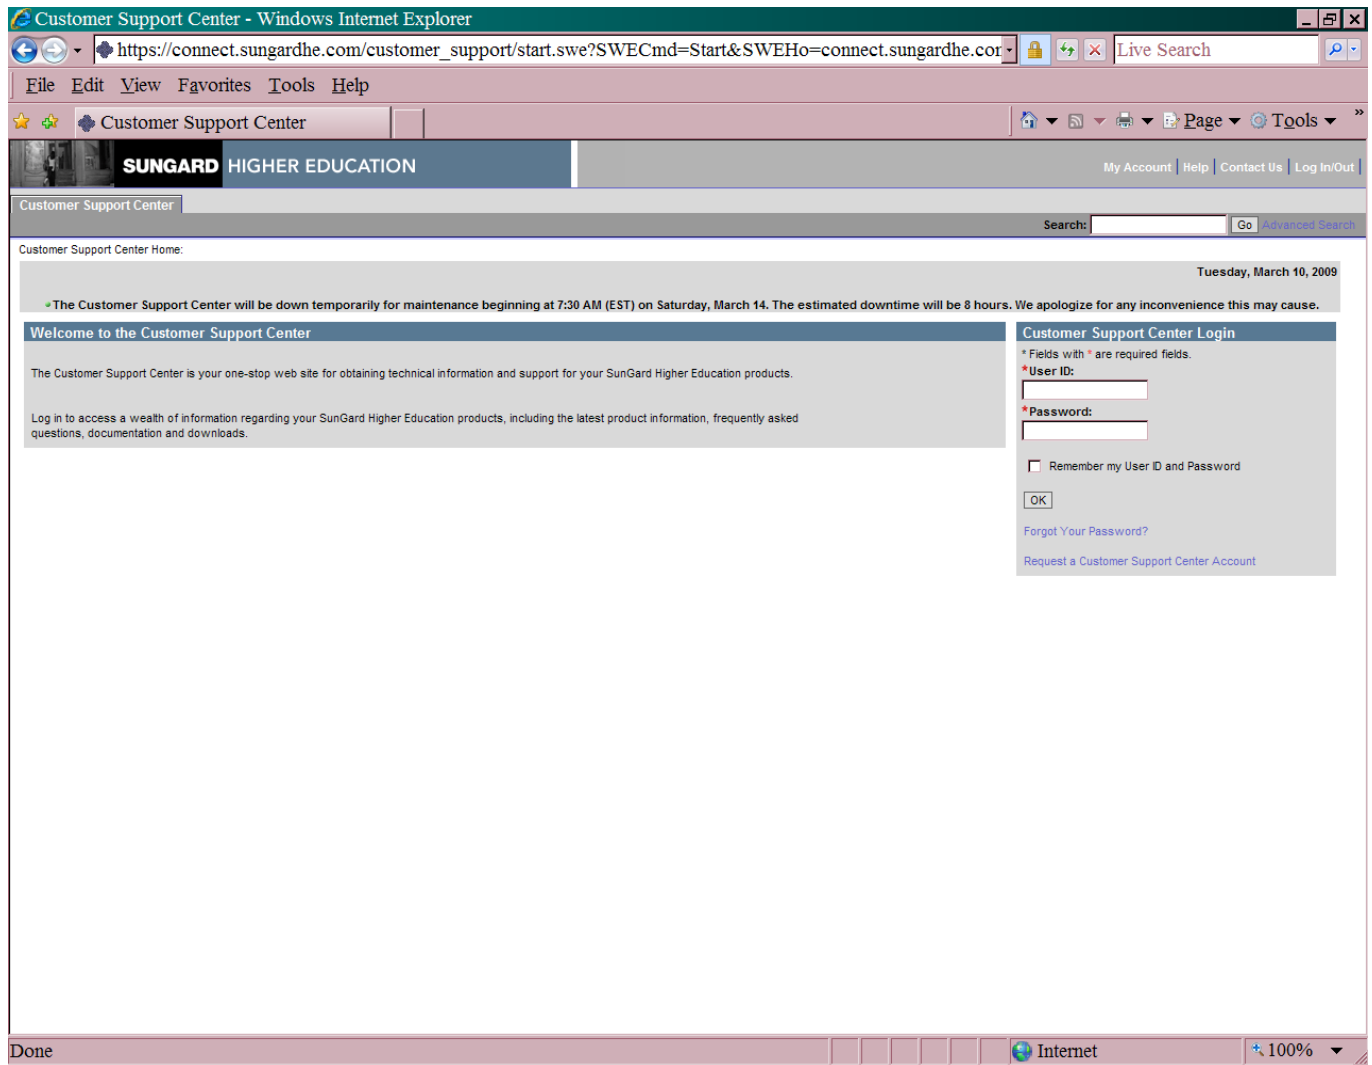 Customer Support Center - Windows Internet Explorer
https://connect.sungardhe.com/customer_support/start.swe?SWECmd=Start&SWEHo=connect.sungardhe.cor
Live Search
File Edit View Favorites Tools Help
Customer Support Center
Page Tools »
SUNGARD HIGHER EDUCATION
My Account | Help | Contact Us | Log In/Out |
Customer Support Center
Search: Go Advanced Search
Customer Support Center Home:
Tuesday, March 10, 2009
The Customer Support Center will be down temporarily for maintenance beginning at 7:30 AM (EST) on Saturday, March 14. The estimated downtime will be 8 hours. We apologize for any inconvenience this may cause.
Welcome to the Customer Support Center
The Customer Support Center is your one-stop web site for obtaining technical information and support for your SunGard Higher Education products.
Log in to access a wealth of information regarding your SunGard Higher Education products, including the latest product information, frequently asked
questions, documentation and downloads.
Customer Support Center Login
* Fields with * are required fields.
*User ID:
*Password:
Remember my User ID and Password
OK
Forgot Your Password?
Request a Customer Support Center Account
Done
Internet
100%